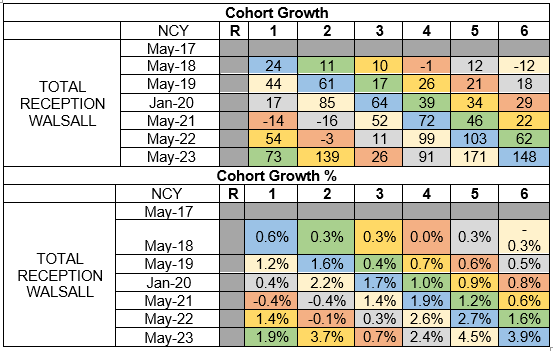 Cohort Growth
NCY R 1 2 3 4 5 6
TOTAL RECEPTION WALSALL
May-17
May-18 24 11 10 -1 12 -12
May-19 44 61 17 26 21 18
Jan-20 17 85 64 39 34 29
May-21 -14 -16 52 72 46 22
May-22 54 -3 11 99 103 62
May-23 73 139 26 91 171 148
Cohort Growth %
NCY R 1 2 3 4 5 6
TOTAL RECEPTION WALSALL
May-17
May-18 0.6% 0.3% 0.3% 0.0% 0.3% -0.3%
May-19 1.2% 1.6% 0.4% 0.7% 0.6% 0.5%
Jan-20 0.4% 2.2% 1.7% 1.0% 0.9% 0.8%
May-21 -0.4% -0.4% 1.4% 1.9% 1.2% 0.6%
May-22 1.4% -0.1% 0.3% 2.6% 2.7% 1.6%
May-23 1.9% 3.7% 0.7% 2.4% 4.5% 3.9%